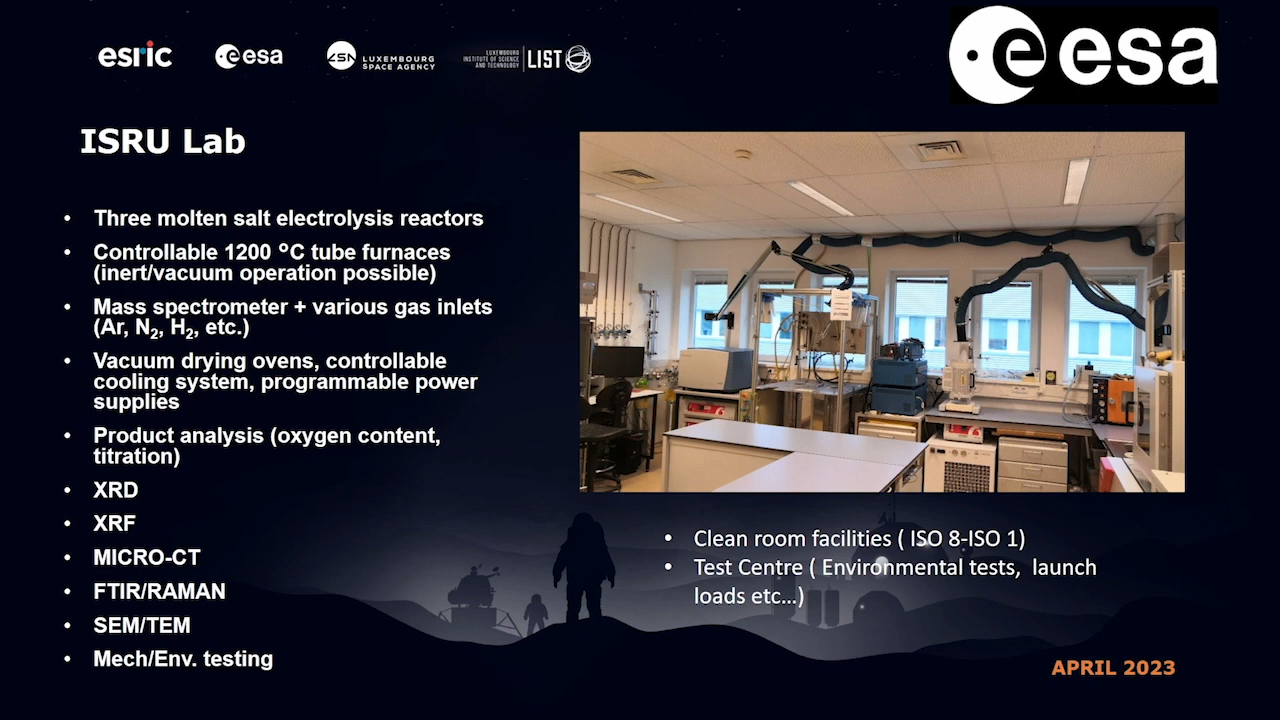 esric
esa
LSA LUXEMBOURG
SPACE AGENCY
LUXEMBOURG
INSTITUTE OF SCIENCE
AND TECHNOLOGY
LIST
esa
ISRU Lab
• Three molten salt electrolysis reactors
• Controllable 1200 °C tube furnaces
(inert/vacuum operation possible)
• Mass spectrometer + various gas inlets
(Ar, N₂, H₂, etc.)
• Vacuum drying ovens, controllable
cooling system, programmable power
supplies
• Product analysis (oxygen content,
titration)
• XRD
• XRF
• MICRO-CT
• FTIR/RAMAN
• SEM/TEM
• Mech/Env. testing
• Clean room facilities ( ISO 8-ISO 1)
• Test Centre ( Environmental tests, launch
loads etc...)
APRIL 2023